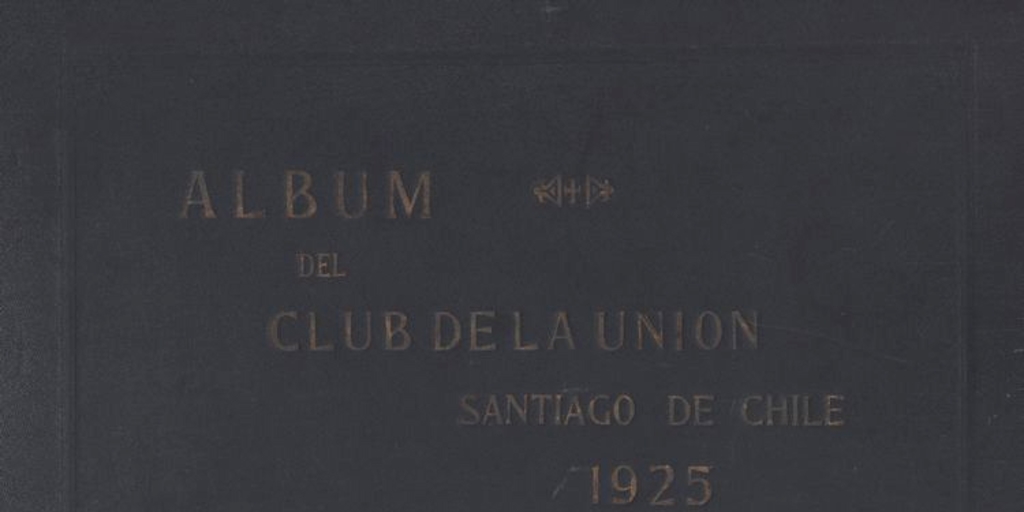 ALBUM
DEL
CLUB DE LA UNION
SANTIAGO DE CHILE
1925